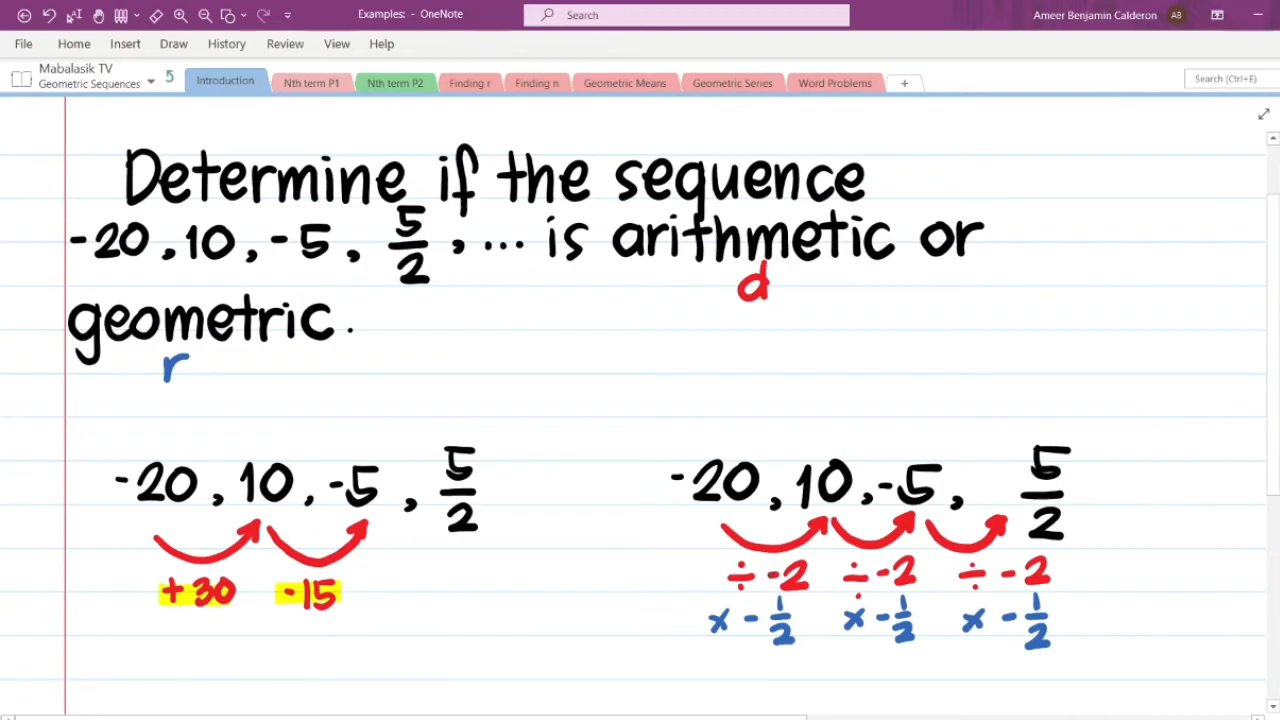 Examples: - OneNote
Search
Ameer Benjamin Calderon
AB
File Home Insert Draw History Review View Help
Mabalasik TV
Geometric Sequences
Introduction Nth term P1 Nth term P2 Finding r Finding n Geometric Means Geometric Series Word Problems +
Search (Ctrl+E)
Determine if the sequence
-20, 10, -5, 5/2, ... is arithmetic or
d
geometric.
r
-20, 10, -5, 5/2
+30 -15
-20, 10, -5, 5/2
÷ -2 ÷ -2 ÷ -2
x - 1/2 x - 1/2 x - 1/2